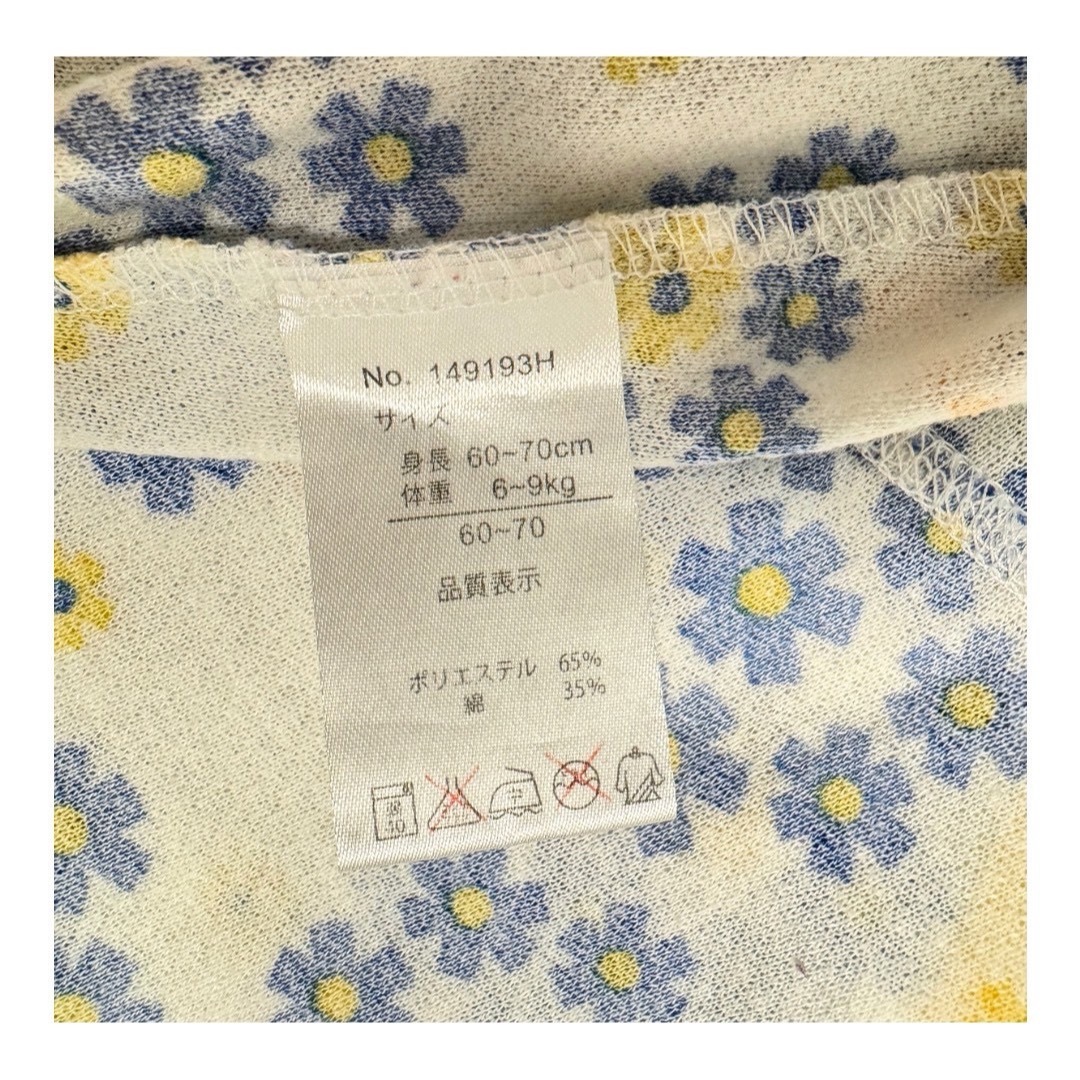 No. 149193H
サイズ
身長 60~70cm
体重 6~9kg
60~70
品質表示
ポリエステル 65%
綿 35%